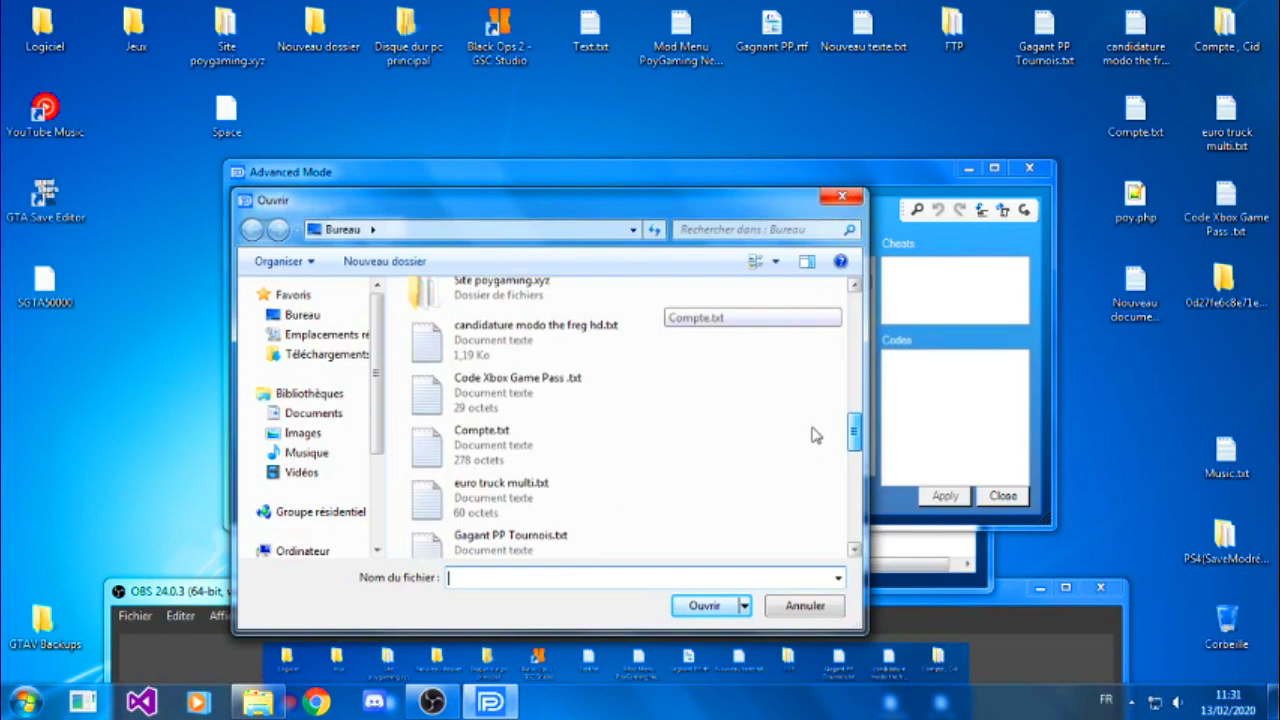 Logiciel
Jeux
Site
poygaming.xyz
Nouveau dossier
Disque dur pc
principal
Black Ops 2 -
GSC Studio
Text.txt
Mod Menu
PoyGaming Ne...
Gagnant PP.rtf
Nouveau texte.txt
FTP
Gagant PP
Tournois.txt
candidature
modo the fr...
Compte , Cid
YouTube Music
Space
Compte.txt
euro truck
multi.txt
GTA Save Editor
poy.php
Code Xbox Game
Pass .txt
SGTA50000
Nouveau
docume...
0d27fe6c8e71e...
Music.txt
PS4(SaveModré...
GTAV Backups
Corbeille
Advanced Mode
Ouvrir
Bureau
Rechercher dans : Bureau
Organiser
Nouveau dossier
Favoris
Bureau
Emplacements ré
Téléchargements
Bibliothèques
Documents
Images
Musique
Vidéos
Groupe résidentiel
Ordinateur
Site poygaming.xyz
Dossier de fichiers
Compte.txt
candidature modo the freg hd.txt
Document texte
1,19 Ko
Code Xbox Game Pass .txt
Document texte
29 octets
Compte.txt
Document texte
278 octets
euro truck multi.txt
Document texte
60 octets
Gagant PP Tournois.txt
Document texte
Nom du fichier :
Ouvrir
Annuler
Cheats
Codes
Apply
Close
OBS 24.0.3 (64-bit,
Fichier
Editer
FR
11:31
13/02/2020